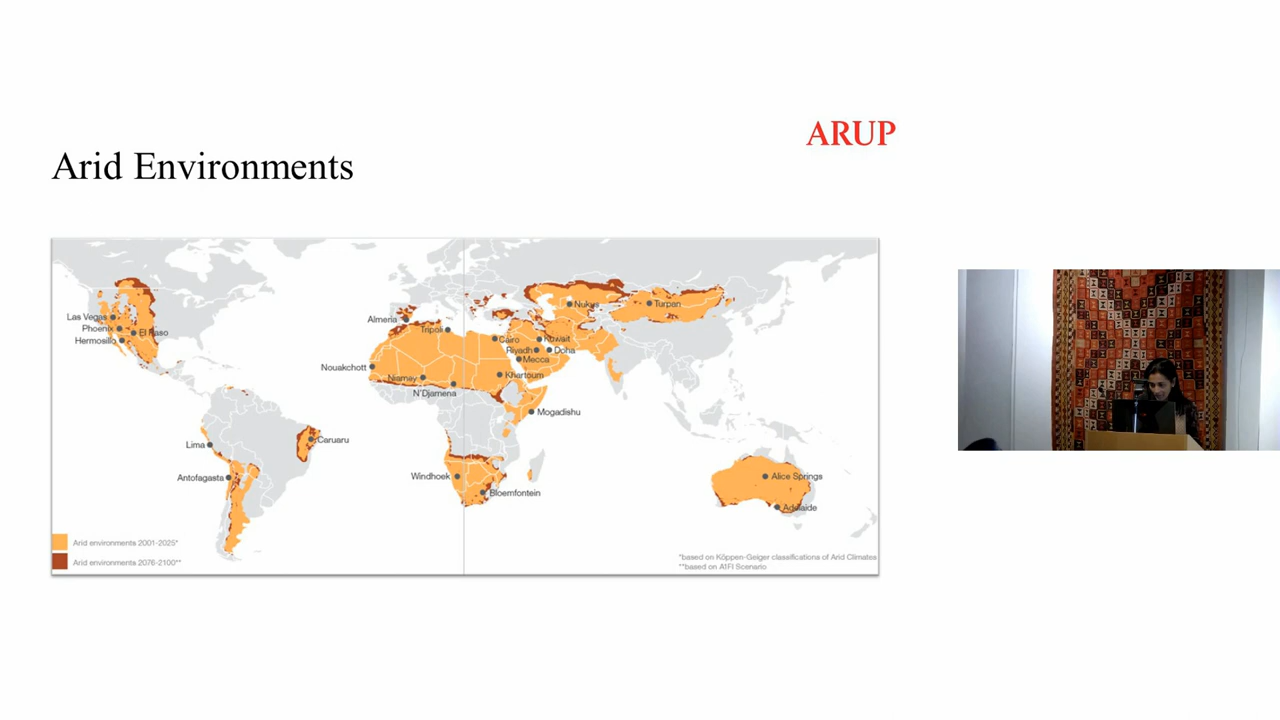 ARUP
Arid Environments
Las Vegas
Phoenix
El Paso
Hermosillo
Almeria
Tripoli
Nukus
Turpan
Cairo
Kuwait
Riyadh
Doha
Mecca
Nouakchott
Niamey
Khartoum
N'Djamena
Mogadishu
Lima
Caruaru
Antofagasta
Windhoek
Bloemfontein
Alice Springs
Adelaide
Arid environments 2001-2025*
Arid environments 2076-2100**
*based on Köppen-Geiger classifications of Arid Climates
**based on A1FI Scenario